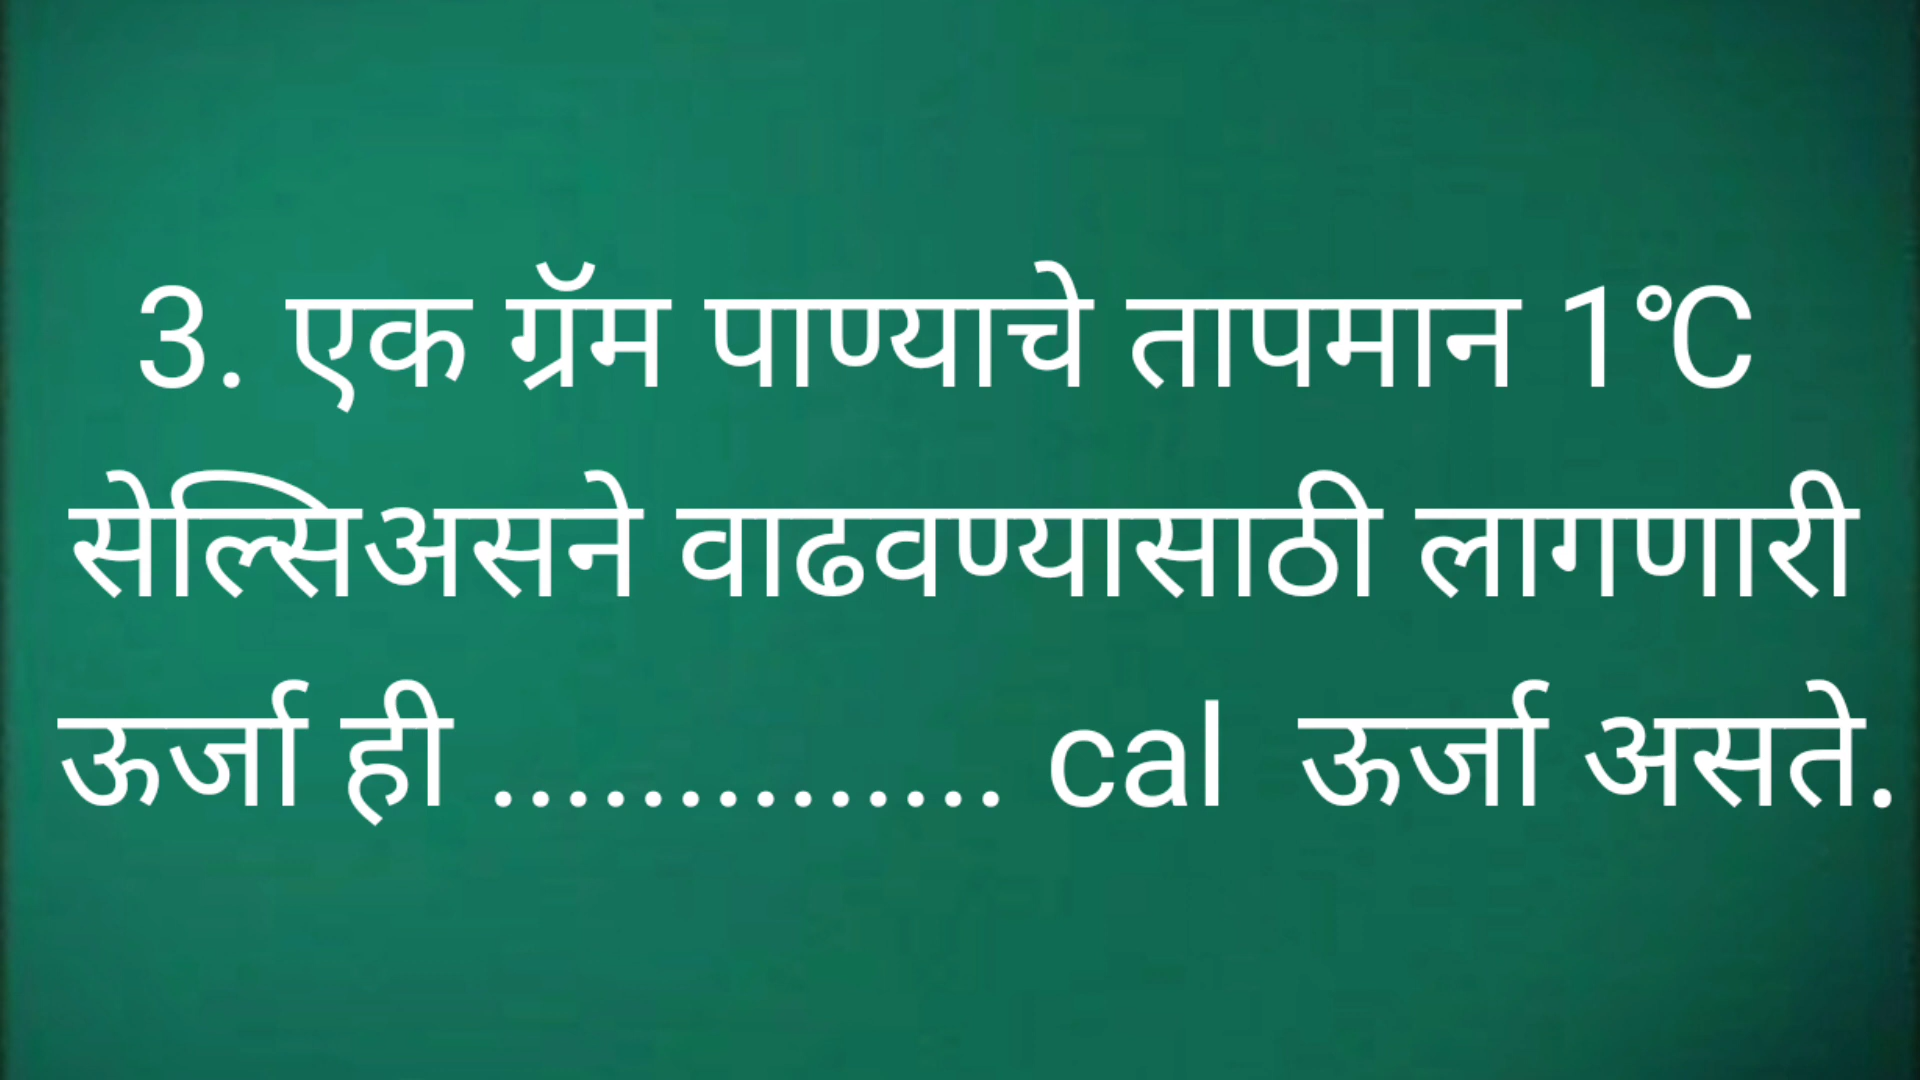 3. एक ग्रॅम पाण्याचे तापमान 1℃
सेल्सिअसने वाढवण्यासाठी लागणारी
ऊर्जा ही .............. cal ऊर्जा असते.